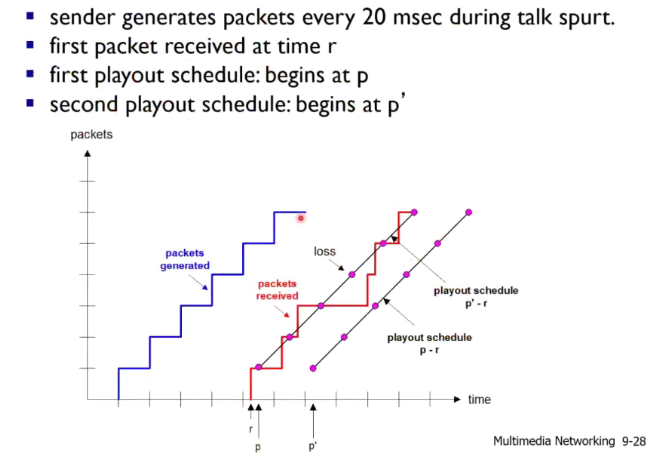 sender generates packets every 20 msec during talk spurt.
first packet received at time r
first playout schedule: begins at p
second playout schedule: begins at p'
packets
packets
generated
loss
packets
received
playout schedule
p' - r
playout schedule
p - r
time
r
p
p'
Multimedia Networking 9-28